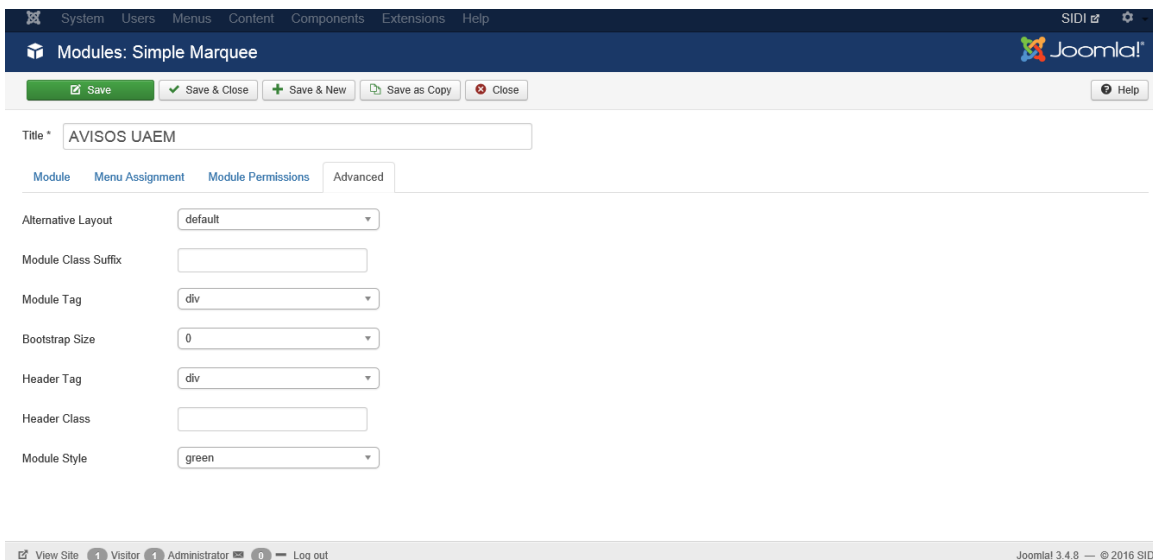 System Users Menus Content Components Extensions Help SIDI
Modules: Simple Marquee Joomla!
Save Save & Close Save & New Save as Copy Close Help
Title * AVISOS UAEM
Module Menu Assignment Module Permissions Advanced
Alternative Layout default
Module Class Suffix
Module Tag div
Bootstrap Size 0
Header Tag div
Header Class
Module Style green
View Site 1 Visitor 1 Administrator 0 Log out Joomla! 3.4.8 — © 2016 SIDI